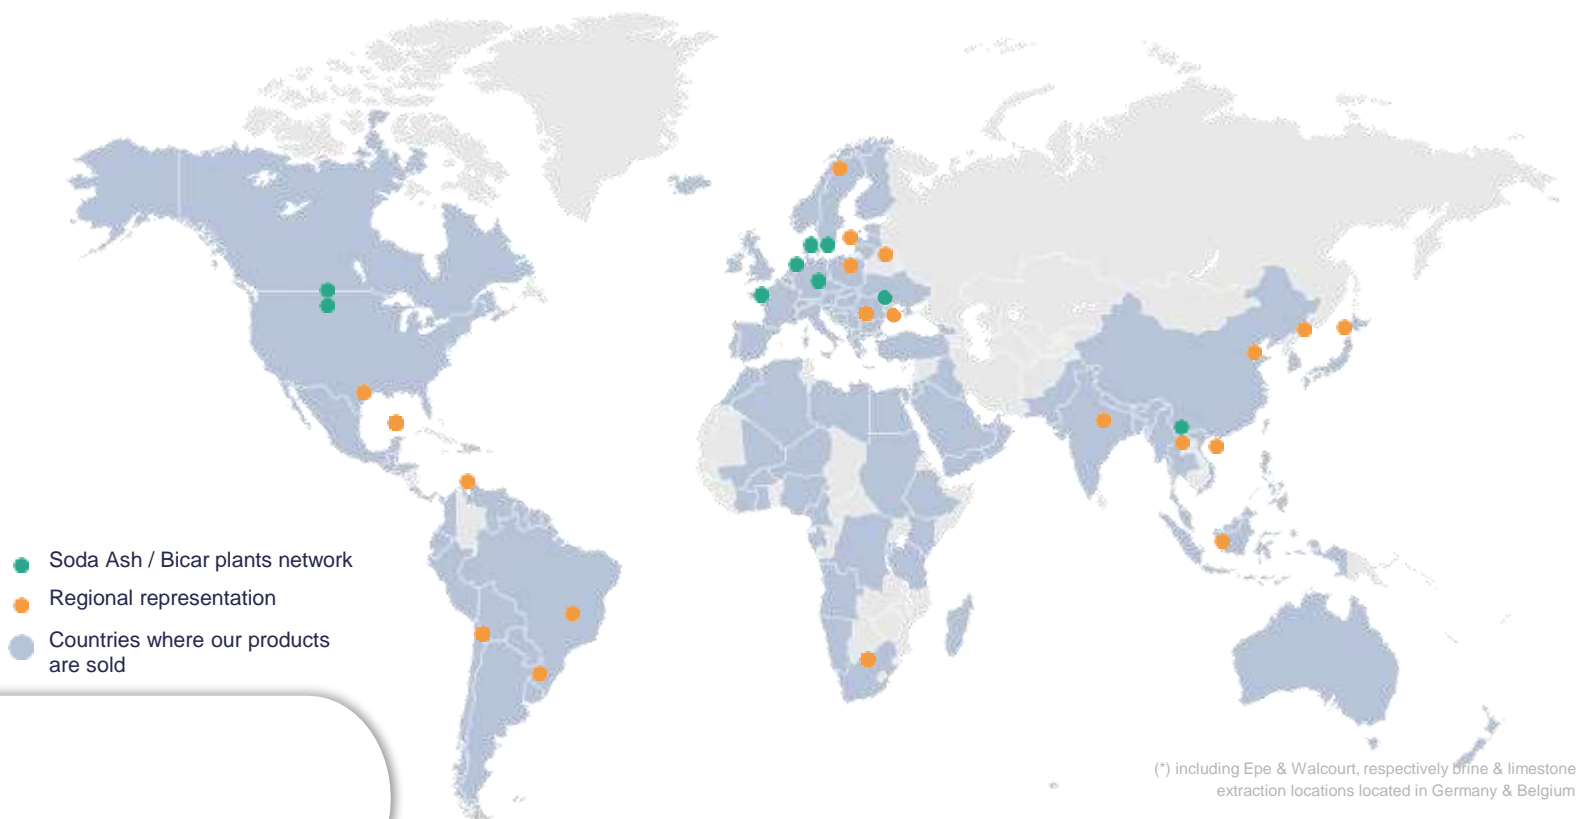 Soda Ash / Bicar plants network
Regional representation
Countries where our products
are sold
(*) including Epe & Walcourt, respectively brine & limestone
extraction locations located in Germany & Belgium